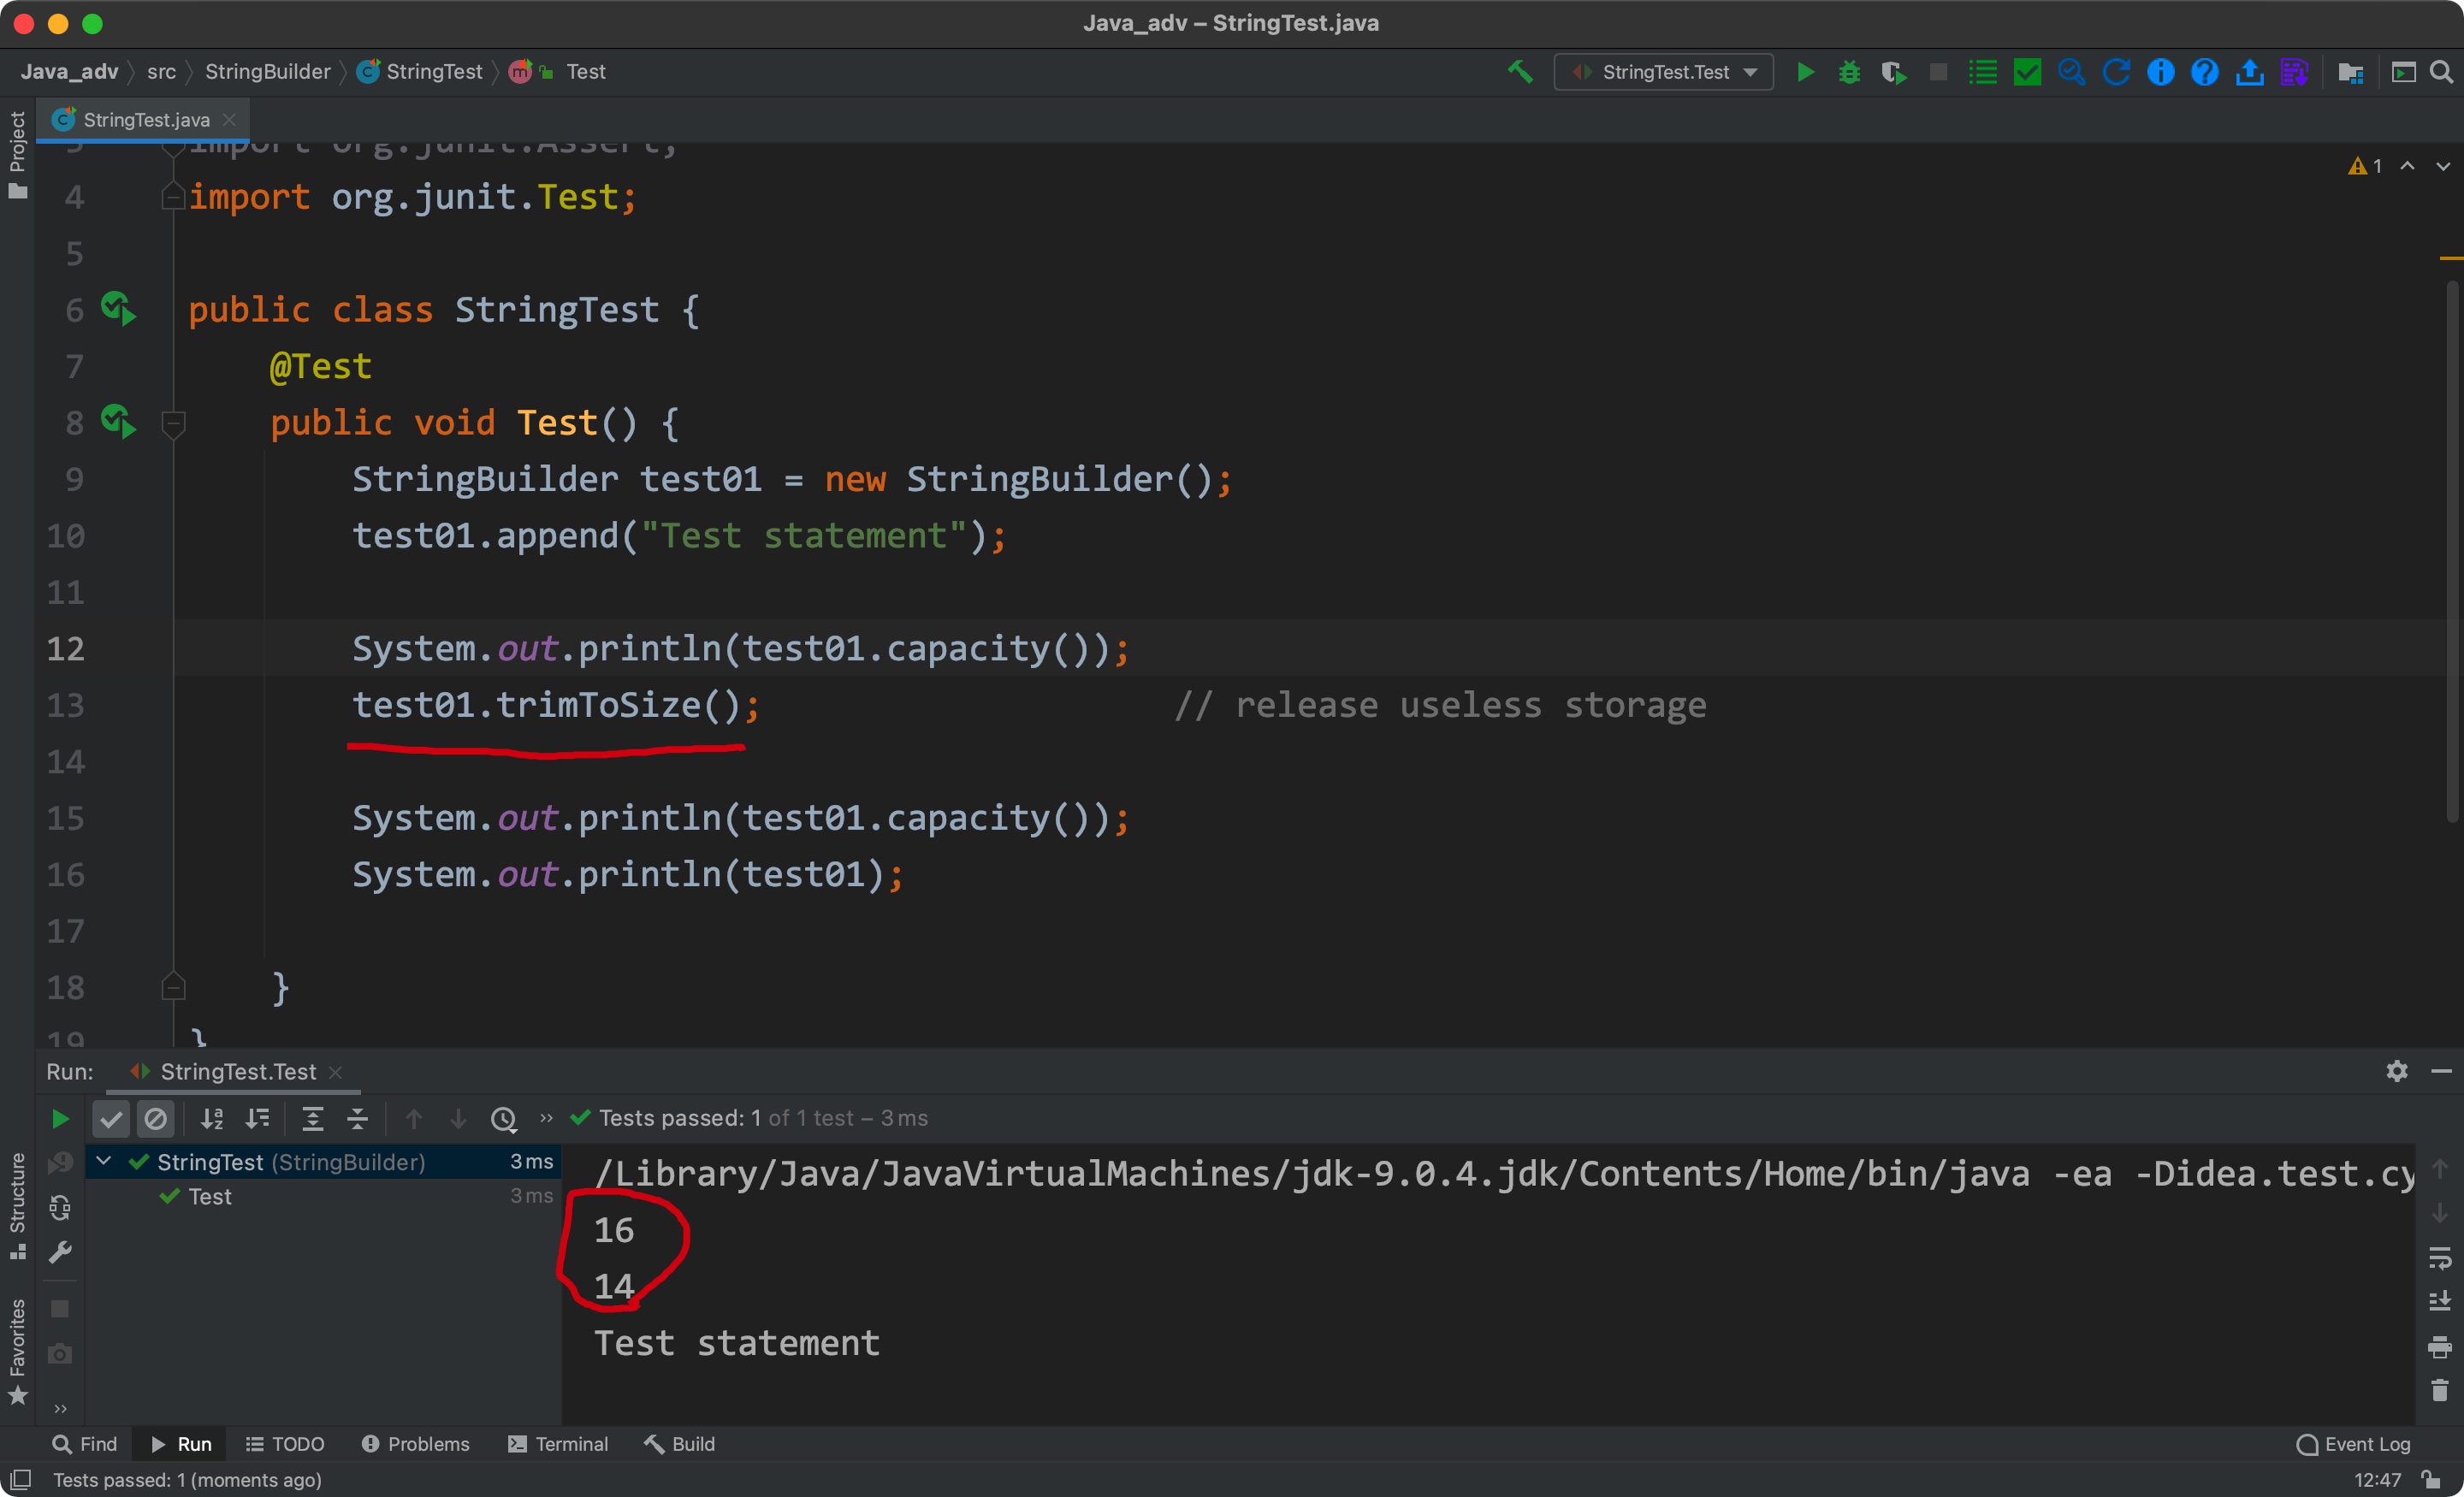 Java_adv – StringTest.java
Java_adv src StringBuilder StringTest Test
StringTest.Test
Project
StringTest.java
3 import org.junit.Assert;
1
4 import org.junit.Test;
5
6 public class StringTest {
7 @Test
8 public void Test() {
9 StringBuilder test01 = new StringBuilder();
10 test01.append("Test statement");
11
12 System.out.println(test01.capacity());
13 test01.trimToSize(); // release useless storage
14
15 System.out.println(test01.capacity());
16 System.out.println(test01);
17
18 }
19 }
Run: StringTest.Test
Tests passed: 1 of 1 test – 3 ms
StringTest (StringBuilder) 3 ms
Test 3 ms
/Library/Java/JavaVirtualMachines/jdk-9.0.4.jdk/Contents/Home/bin/java -ea -Didea.test.cy
16
14
Test statement
Structure
Favorites
Find Run TODO Problems Terminal Build Event Log
Tests passed: 1 (moments ago) 12:47